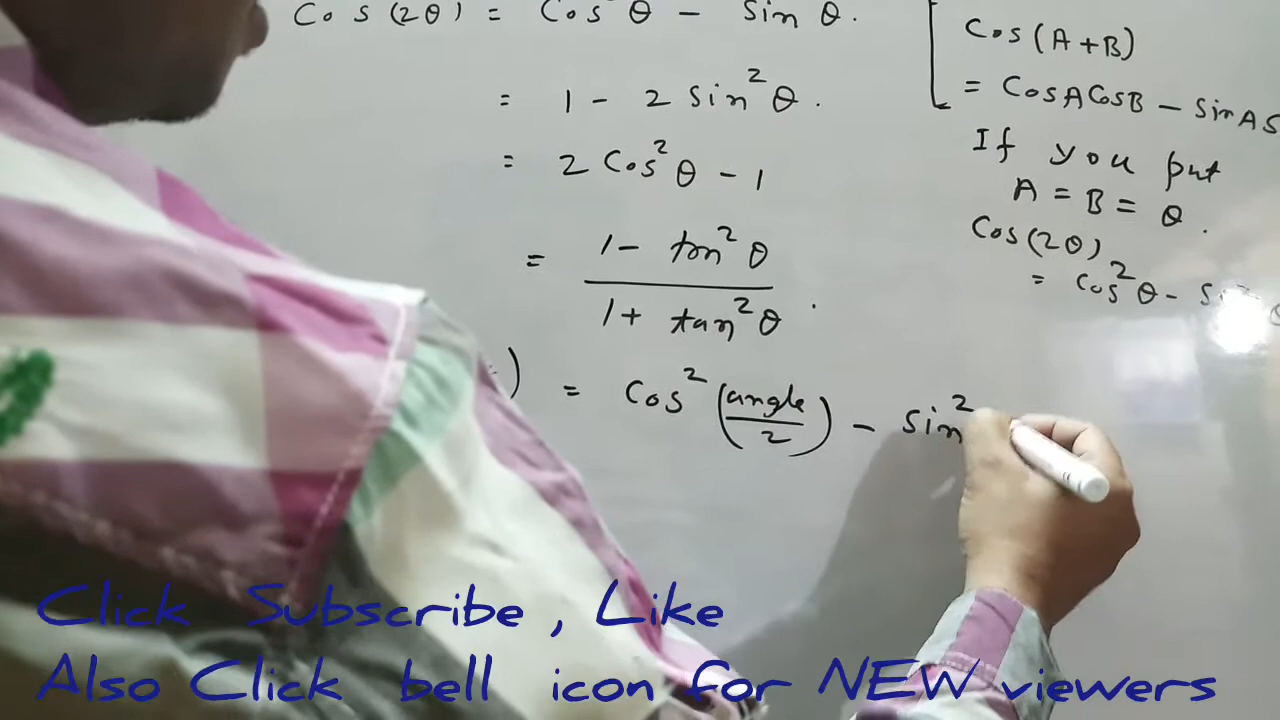 Cos(2θ) = Cos²θ - Sin θ.
= 1 - 2 Sin²θ.
= 2 Cos²θ - 1
= 1 - tan²θ
1 + tan²θ .
) = Cos² (angle
2) - Sin²
Cos(A+B)
= CosACosB - SinAS
If you put
A = B = θ.
Cos(2θ)
= Cos²θ - S
Click Subscribe , Like
Also Click bell icon for NEW viewers